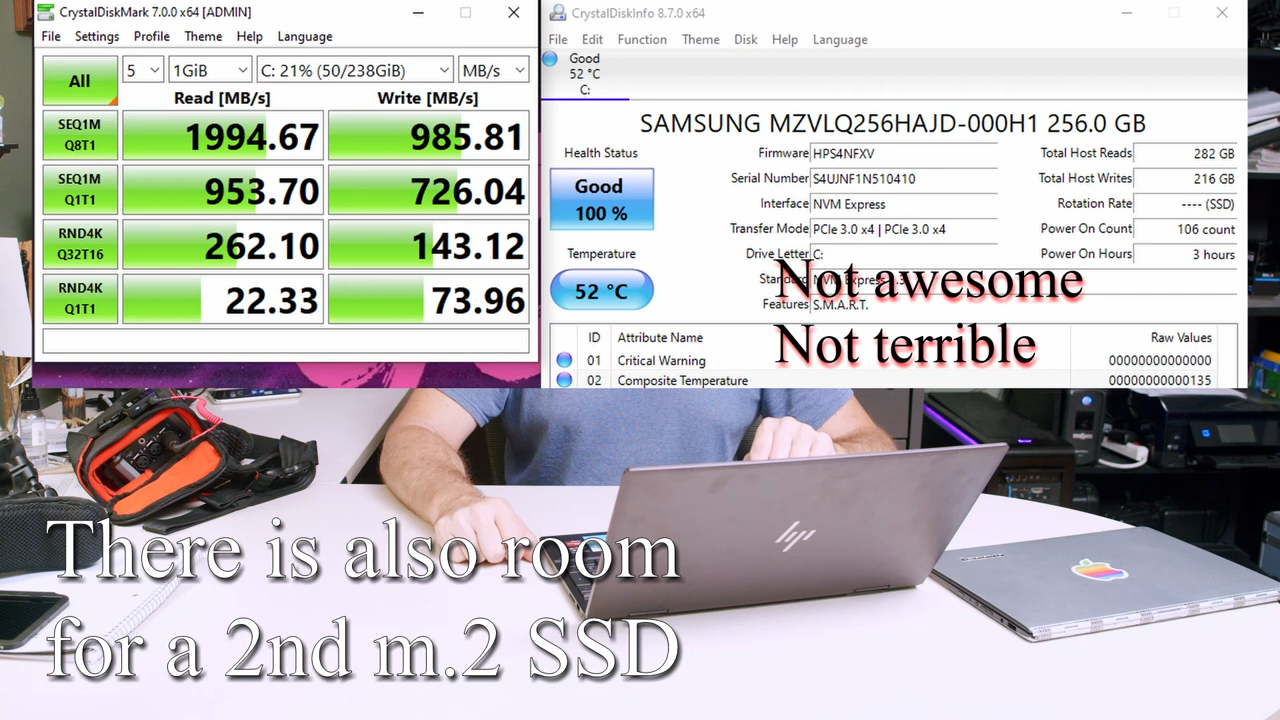 CrystalDiskMark 7.0.0 x64 [ADMIN]
File Settings Profile Theme Help Language
All 5 1GiB C: 21% (50/238GiB) MB/s
Read [MB/s] Write [MB/s]
SEQ1M
Q8T1
1994.67 985.81
SEQ1M
Q1T1
953.70 726.04
RND4K
Q32T16
262.10 143.12
RND4K
Q1T1
22.33 73.96
CrystalDiskInfo 8.7.0 x64
File Edit Function Theme Disk Help Language
Good
52 °C
C:
SAMSUNG MZVLQ256HAJD-000H1 256.0 GB
Health Status
Good
100 %
Temperature
52 °C
Firmware HPS4NFXV
Serial Number S4UJNF1N510410
Interface NVM Express
Transfer Mode PCIe 3.0 x4 | PCIe 3.0 x4
Drive Letter C:
Features S.M.A.R.T.
Total Host Reads 282 GB
Total Host Writes 216 GB
Rotation Rate ---- (SSD)
Power On Count 106 count
Power On Hours 3 hours
ID Attribute Name Raw Values
01 Critical Warning 00000000000000
02 Composite Temperature 00000000000135
Not awesome
Not terrible
There is also room
for a 2nd m.2 SSD
hp